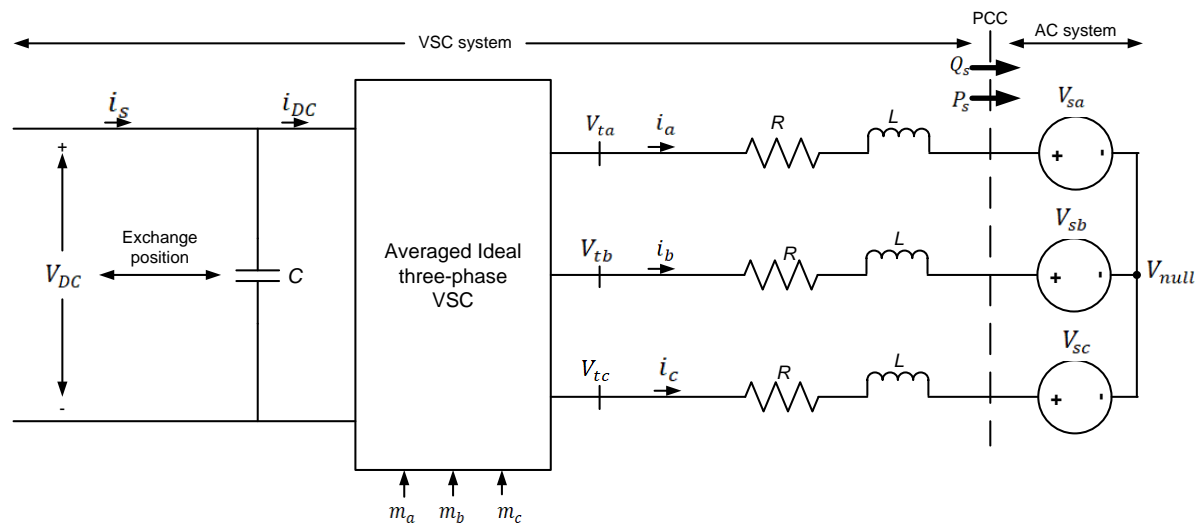 PCC
VSC system
AC system
Q_s
P_s
i_s
i_DC
V_ta
i_a
R
L
V_sa
+
-
+
V_DC
-
Exchange
position
C
Averaged Ideal
three-phase
VSC
V_tb
i_b
R
L
V_sb
+
-
V_null
V_tc
i_c
R
L
V_sc
+
-
m_a
m_b
m_c